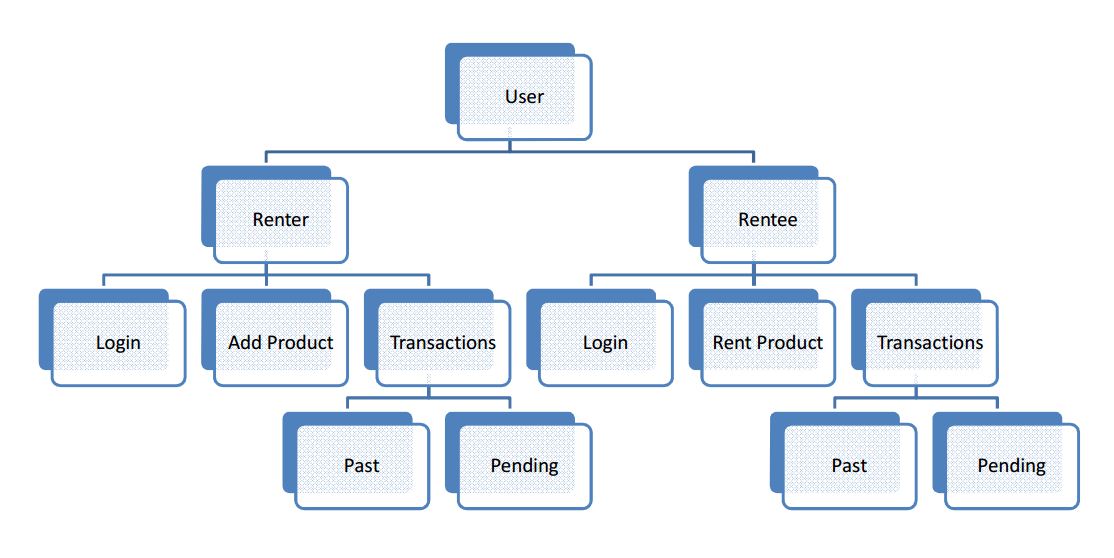 User
Renter
Rentee
Login
Add Product
Transactions
Login
Rent Product
Transactions
Past
Pending
Past
Pending